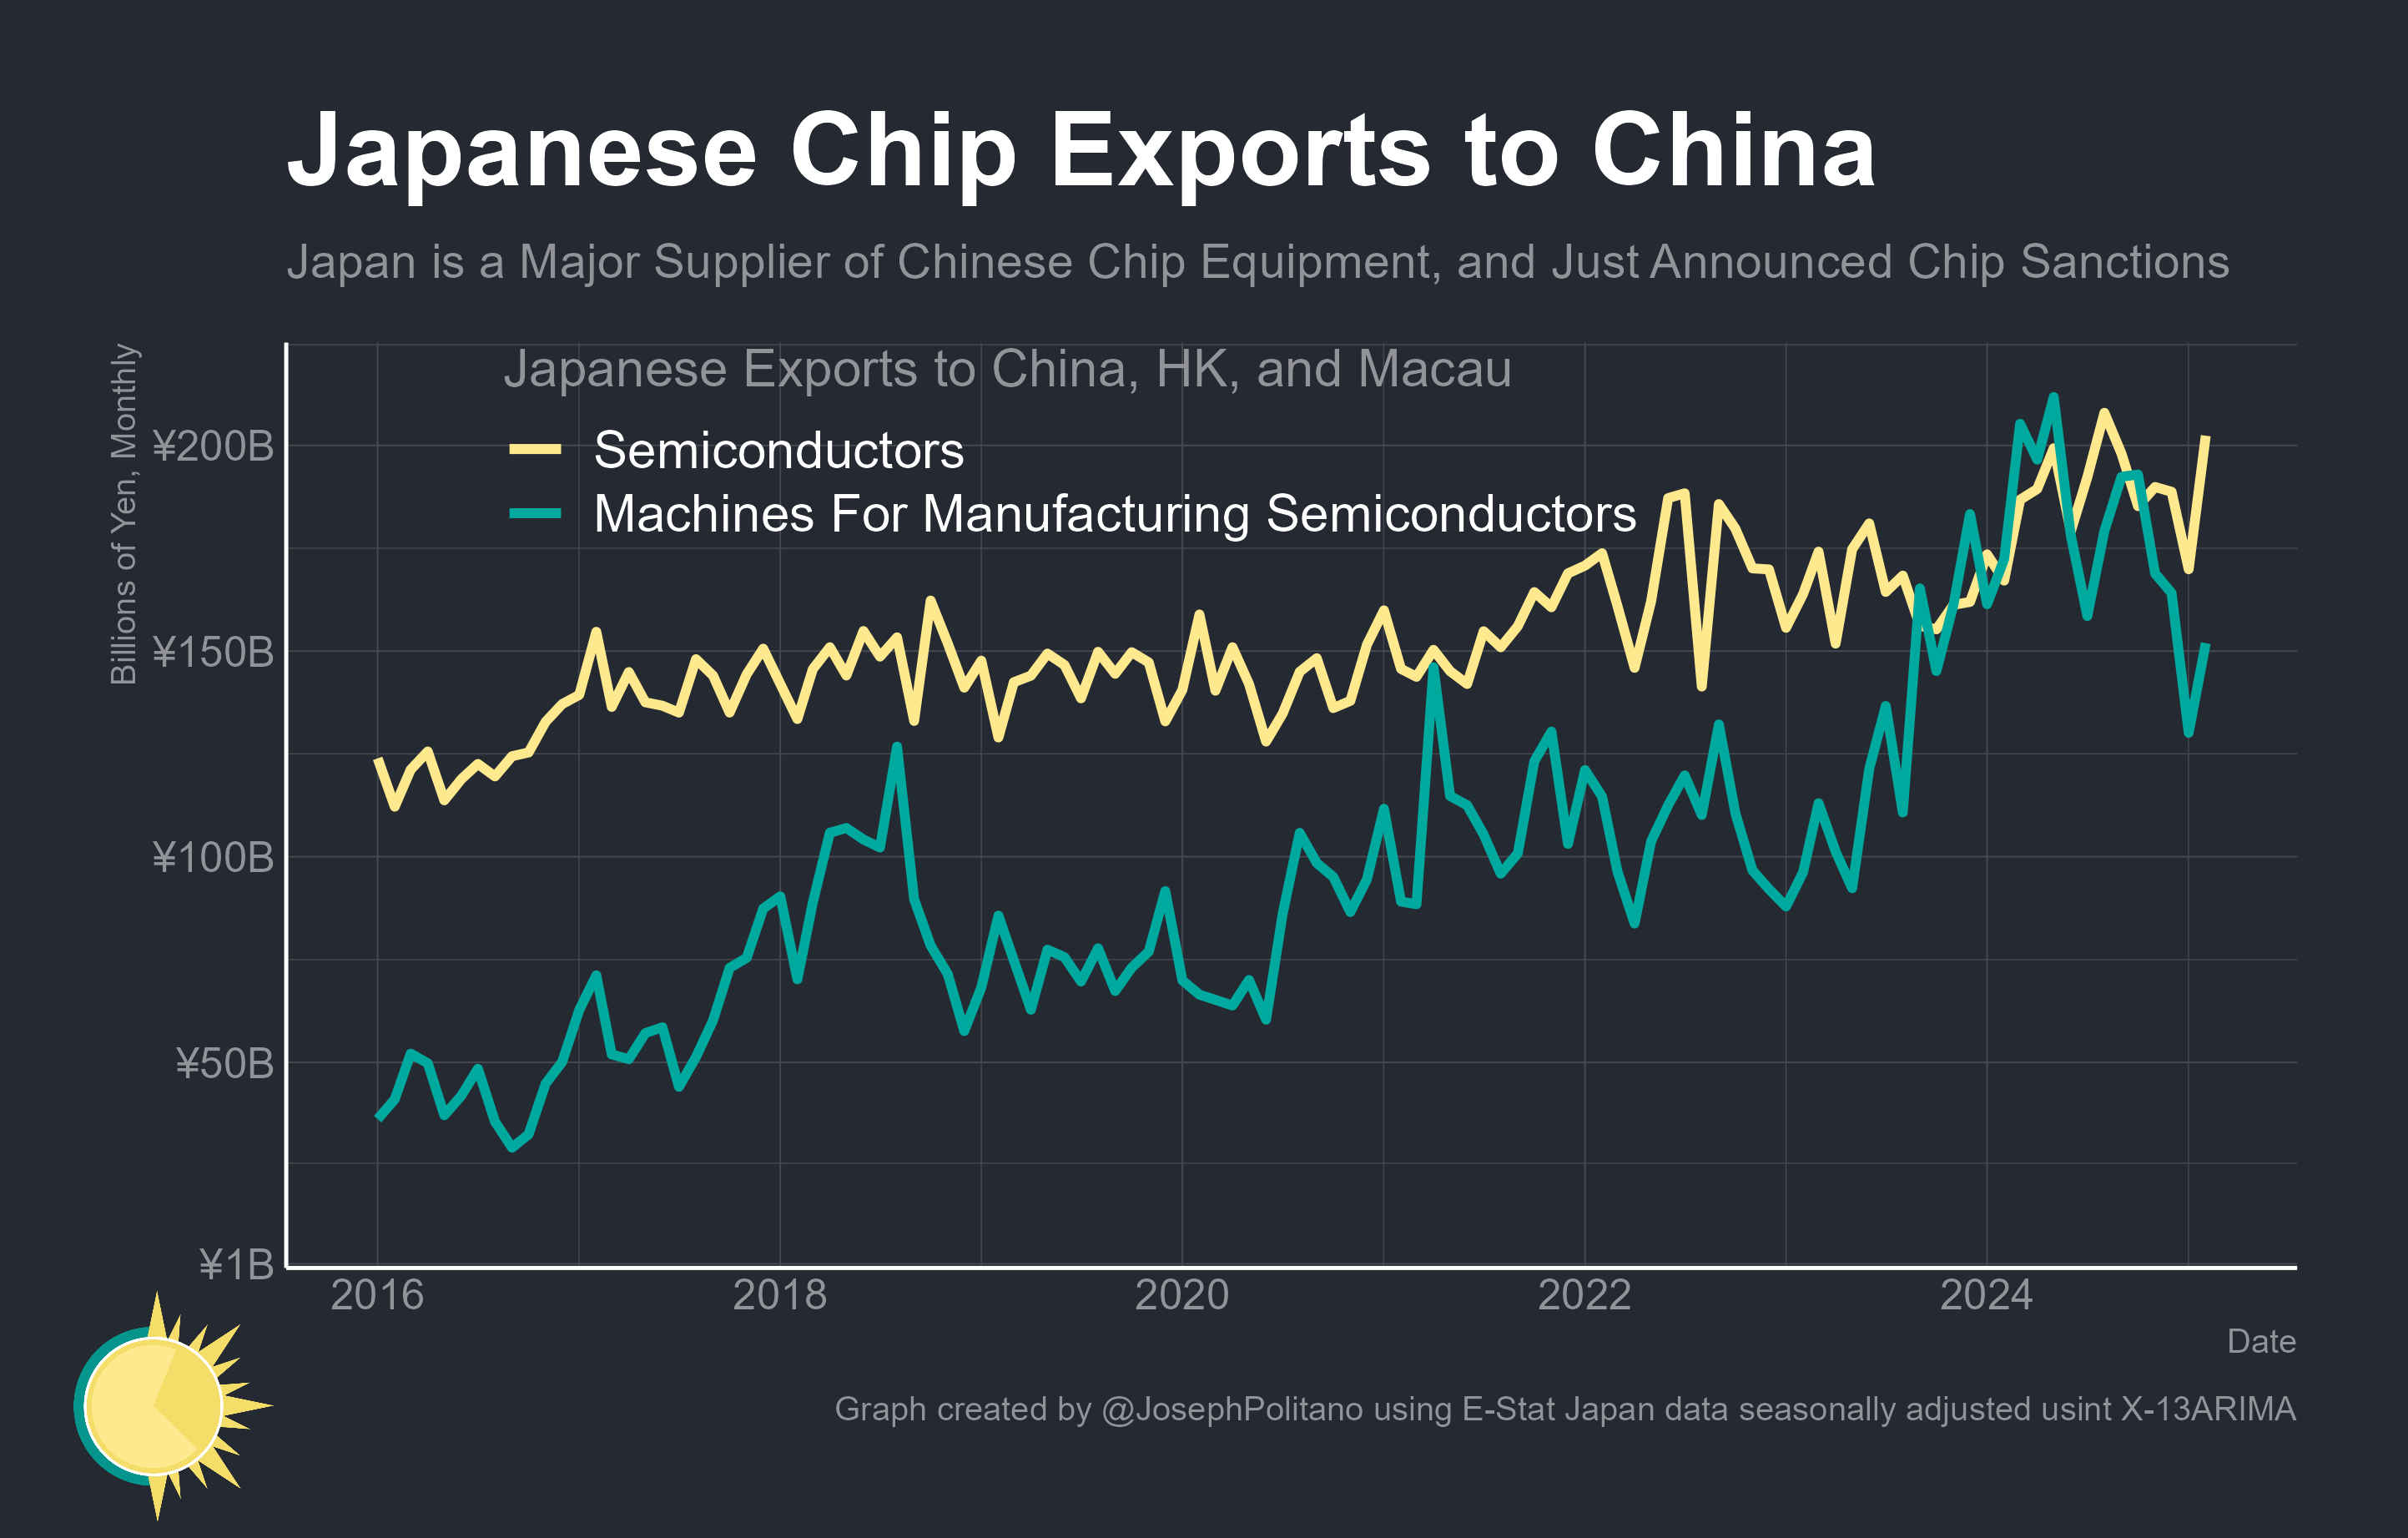 Japanese Chip Exports to China
Japan is a Major Supplier of Chinese Chip Equipment, and Just Announced Chip Sanctions
Billions of Yen, Monthly
Japanese Exports to China, HK, and Macau
Semiconductors
Machines For Manufacturing Semiconductors
¥200B
¥150B
¥100B
¥50B
¥1B
2016 2018 2020 2022 2024
Date
Graph created by @JosephPolitano using E-Stat Japan data seasonally adjusted usint X-13ARIMA